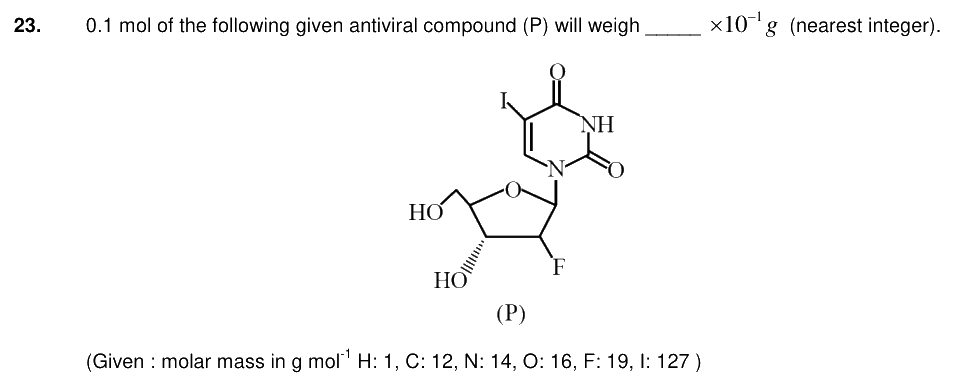 23. 0.1 mol of the following given antiviral compound (P) will weigh _____ ×10⁻¹ g (nearest integer).
O
I
NH
N
O
O
HO
HO
F
(P)
(Given : molar mass in g mol⁻¹ H: 1, C: 12, N: 14, O: 16, F: 19, I: 127 )